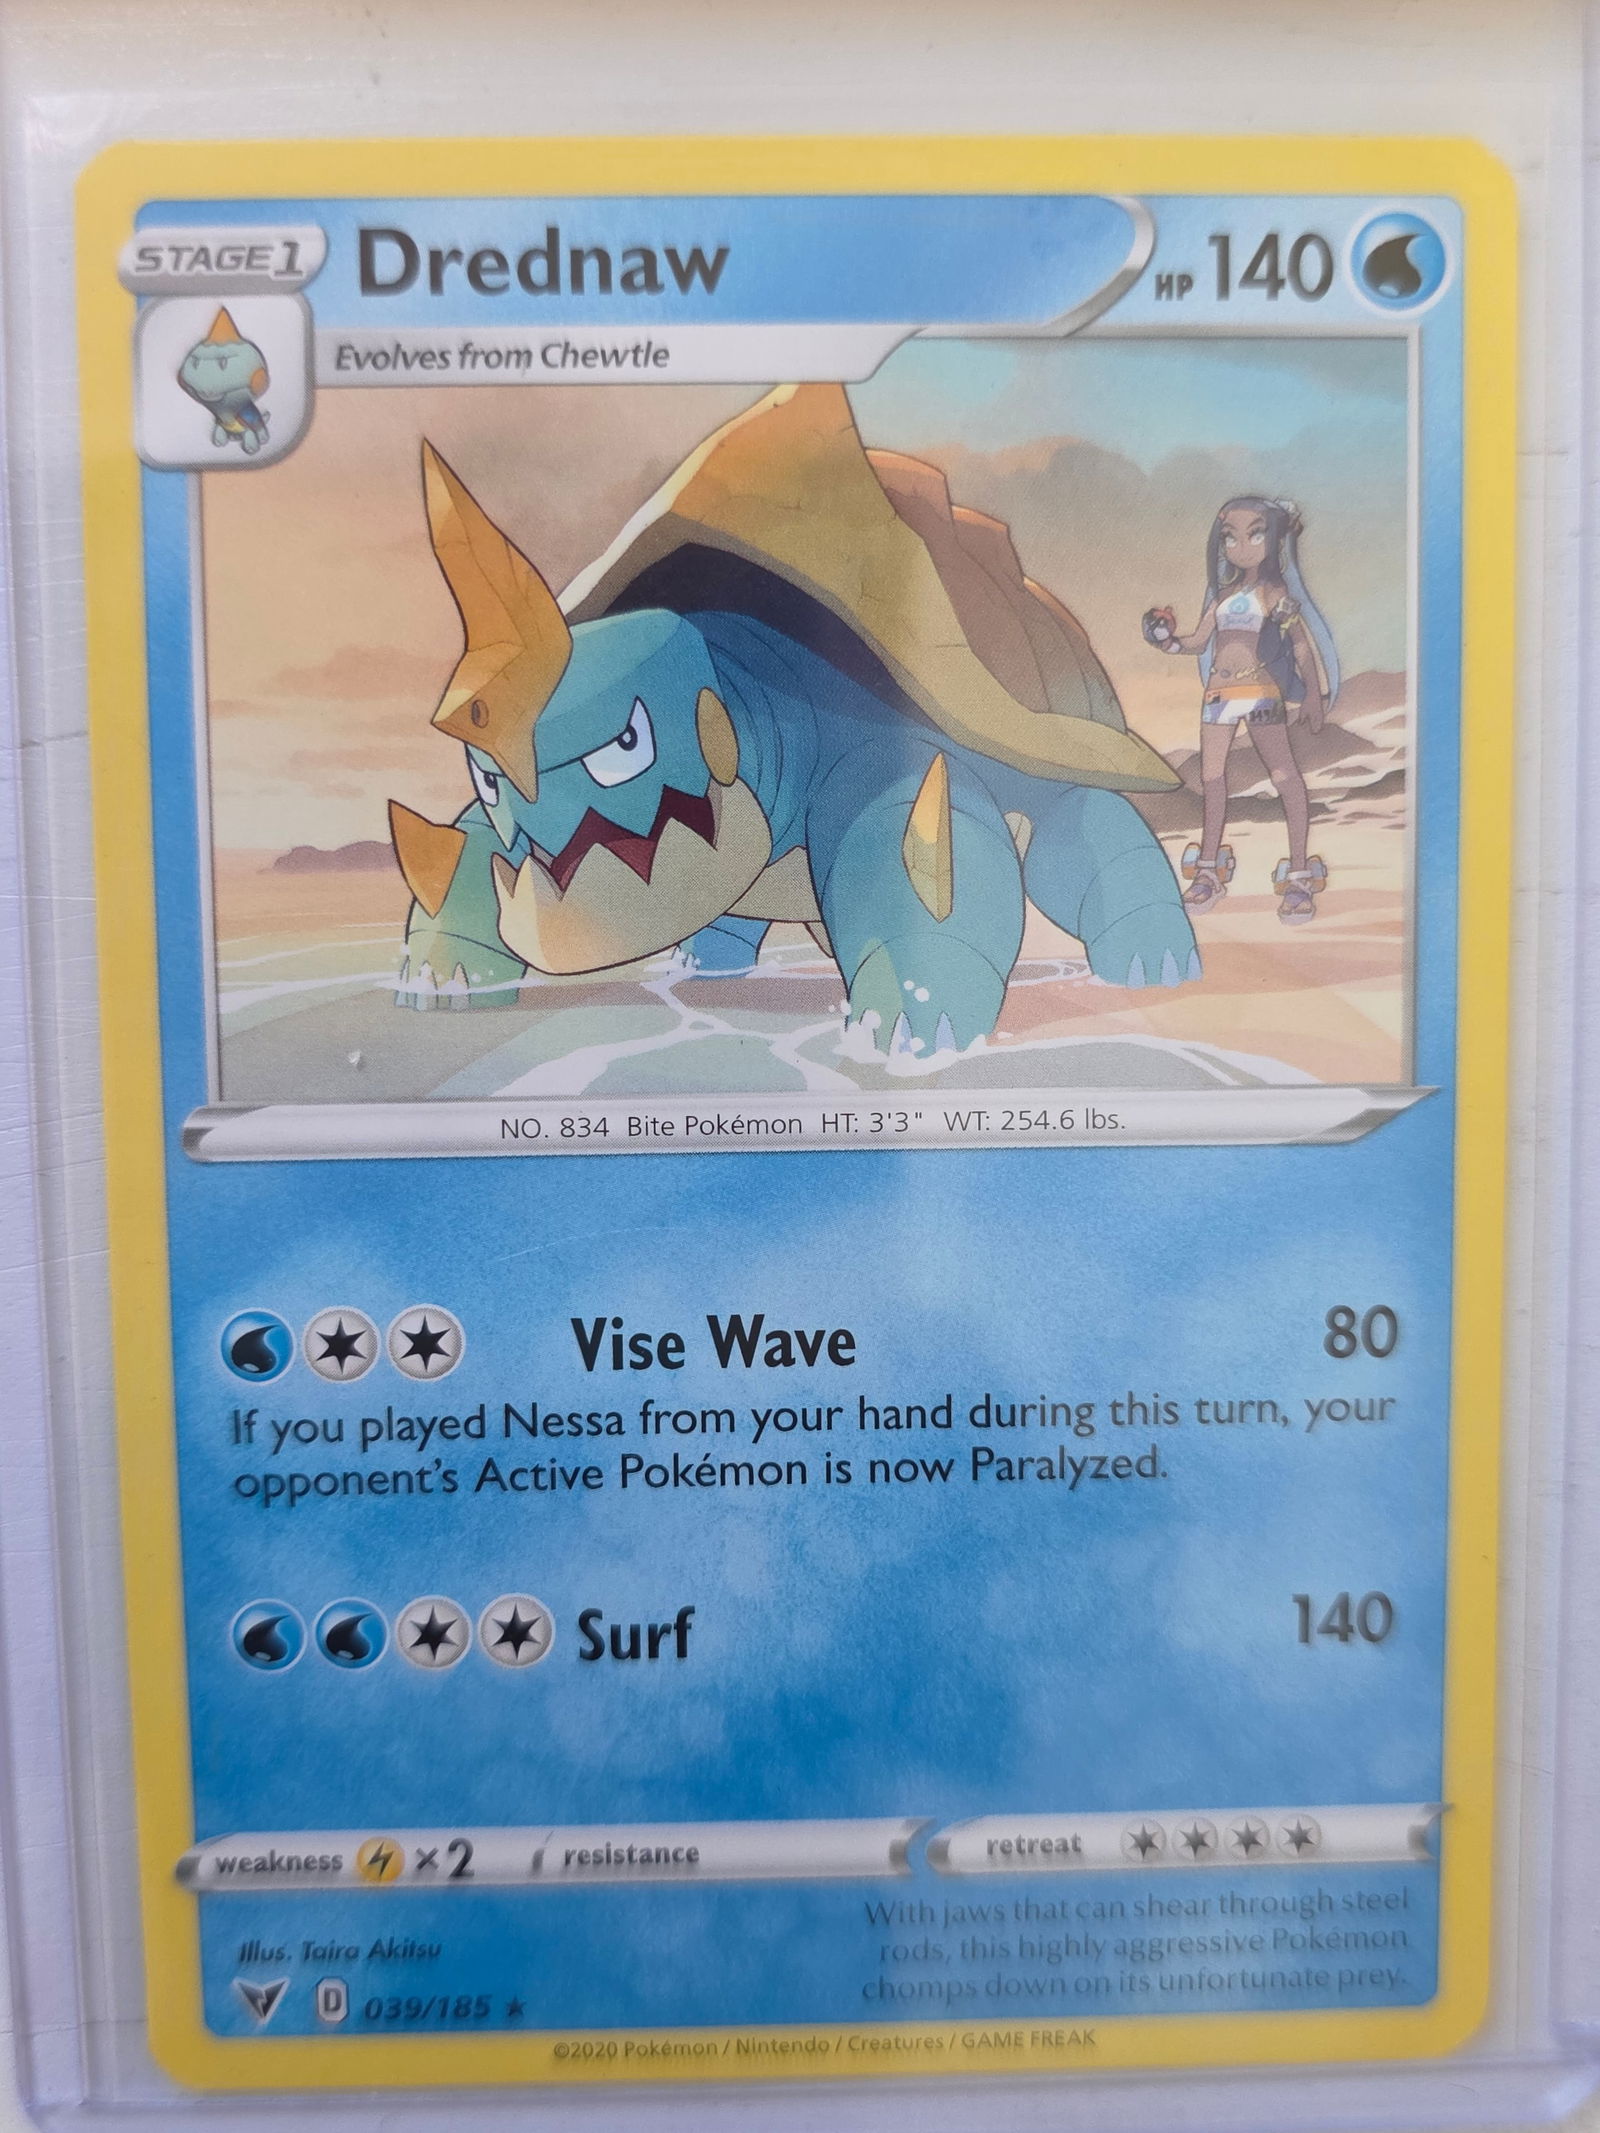 STAGE 1
Drednaw
HP 140
Evolves from Chewtle
NO. 834 Bite Pokémon HT: 3'3" WT: 254.6 lbs.
Vise Wave 80
If you played Nessa from your hand during this turn, your
opponent's Active Pokémon is now Paralyzed.
Surf 140
weakness ×2 resistance retreat
With jaws that can shear through steel
rods, this highly aggressive Pokémon
chomps down on its unfortunate prey.
Illus. Taira Akitsu
D 039/185 ★
©2020 Pokémon / Nintendo / Creatures / GAME FREAK